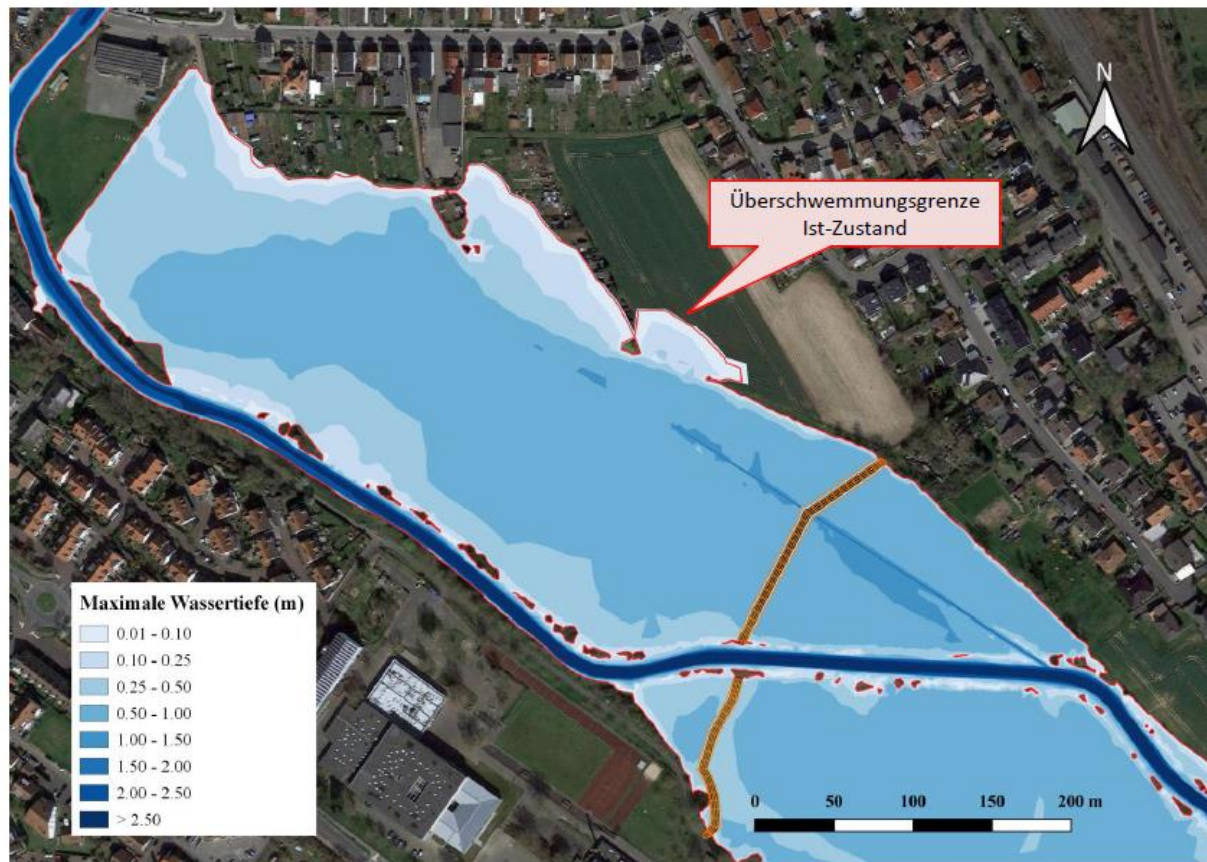 N
Überschwemmungsgrenze
Ist-Zustand
Maximale Wassertiefe (m)
0.01 - 0.10
0.10 - 0.25
0.25 - 0.50
0.50 - 1.00
1.00 - 1.50
1.50 - 2.00
2.00 - 2.50
> 2.50
0 50 100 150 200 m